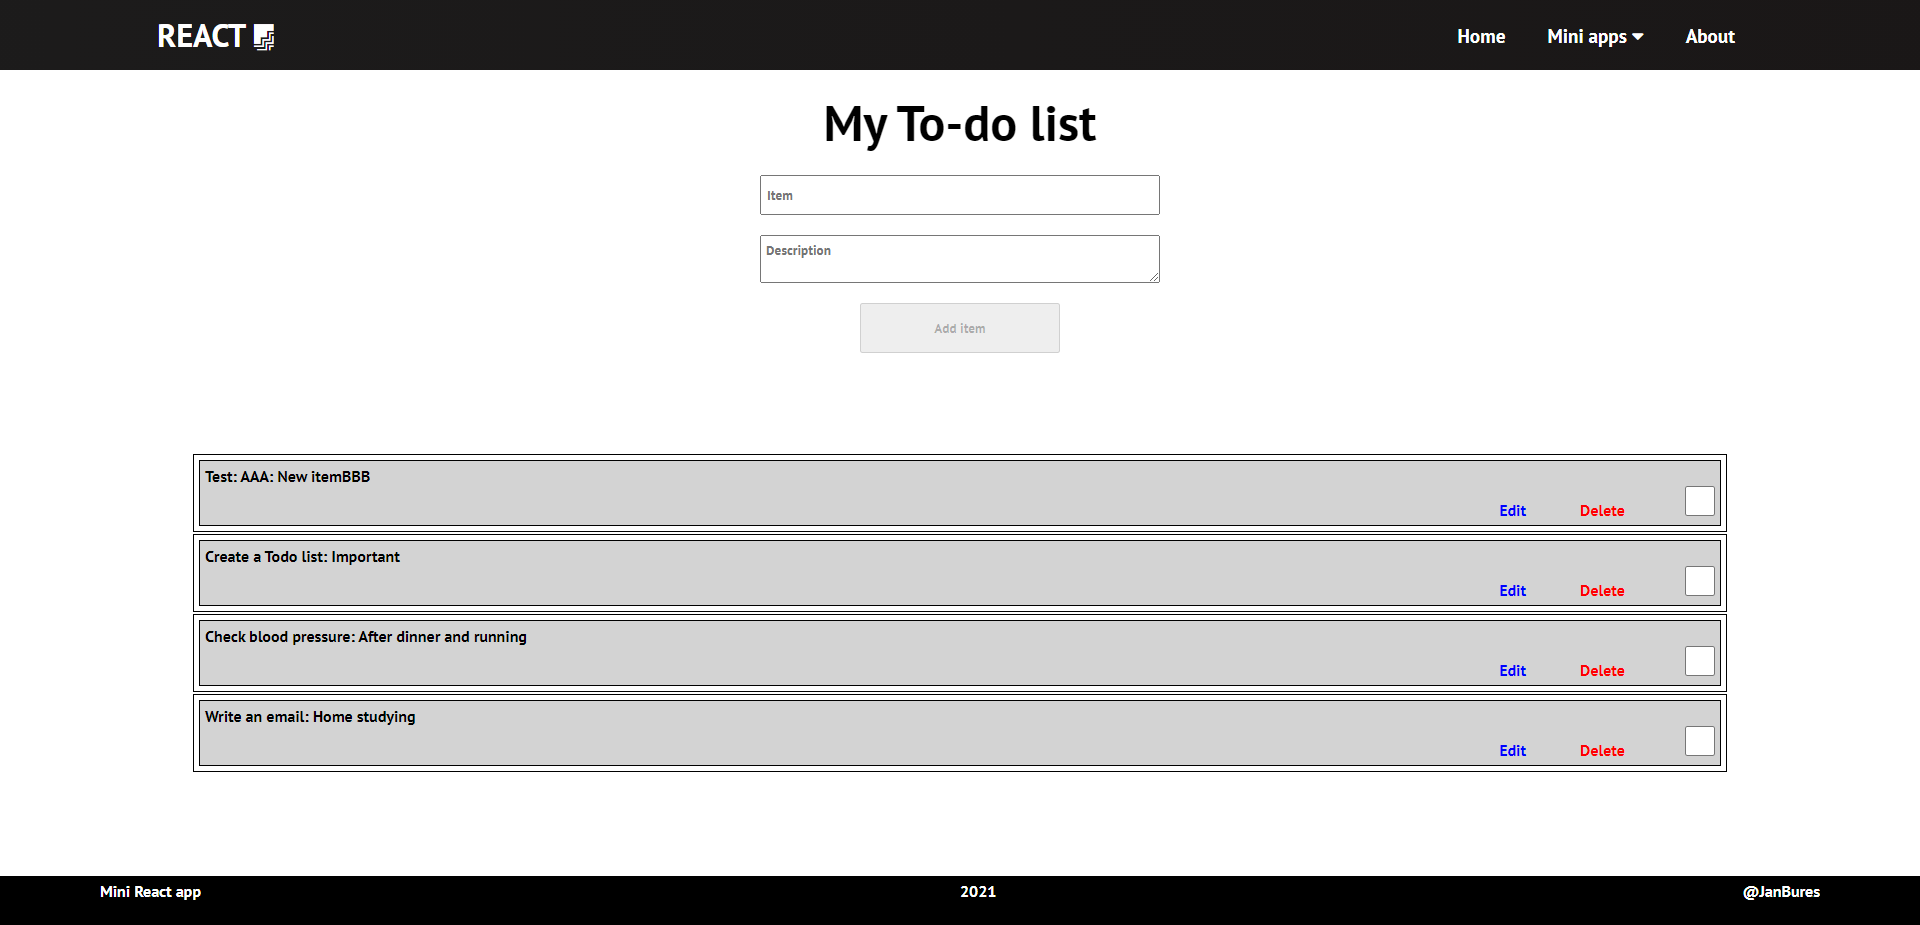 REACT
Home
Mini apps
About
My To-do list
Item
Description
Add item
Test: AAA: New itemBBB
Edit
Delete
Create a Todo list: Important
Edit
Delete
Check blood pressure: After dinner and running
Edit
Delete
Write an email: Home studying
Edit
Delete
Mini React app
2021
@JanBures